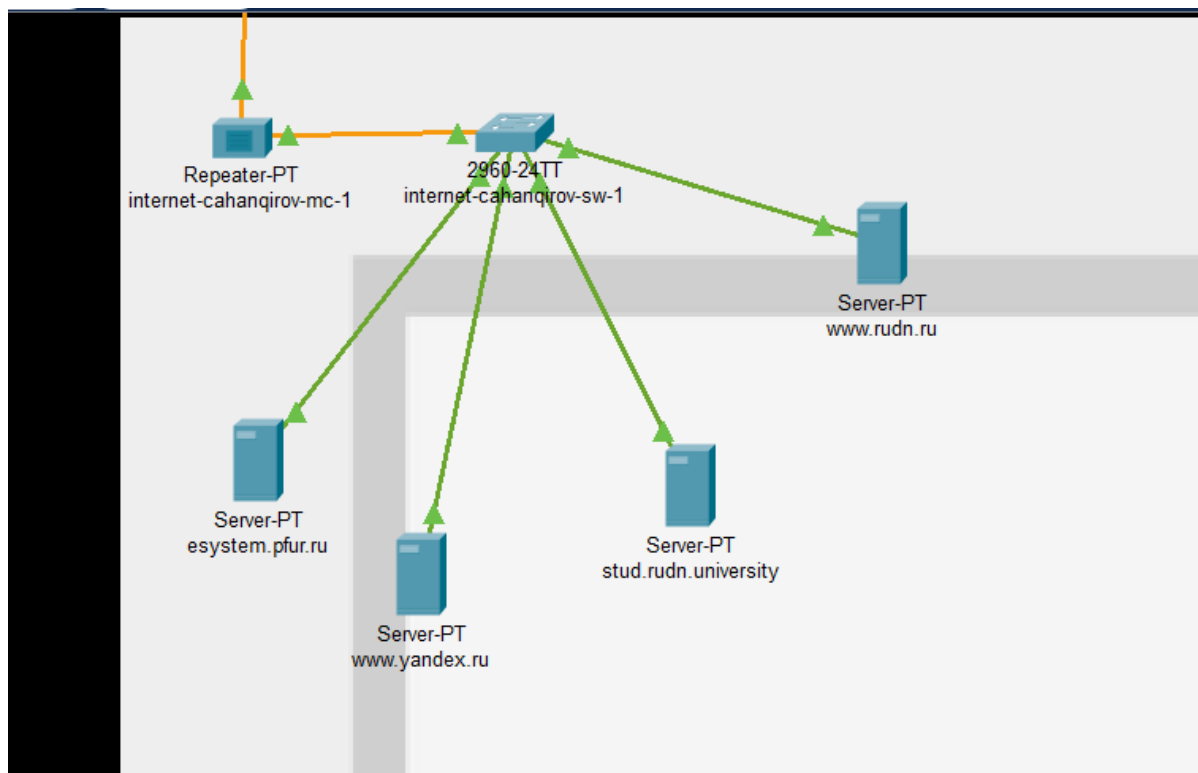 Repeater-PT
internet-cahanqirov-mc-1
2960-24TT
internet-cahanqirov-sw-1
Server-PT
www.rudn.ru
Server-PT
esystem.pfur.ru
Server-PT
stud.rudn.university
Server-PT
www.yandex.ru